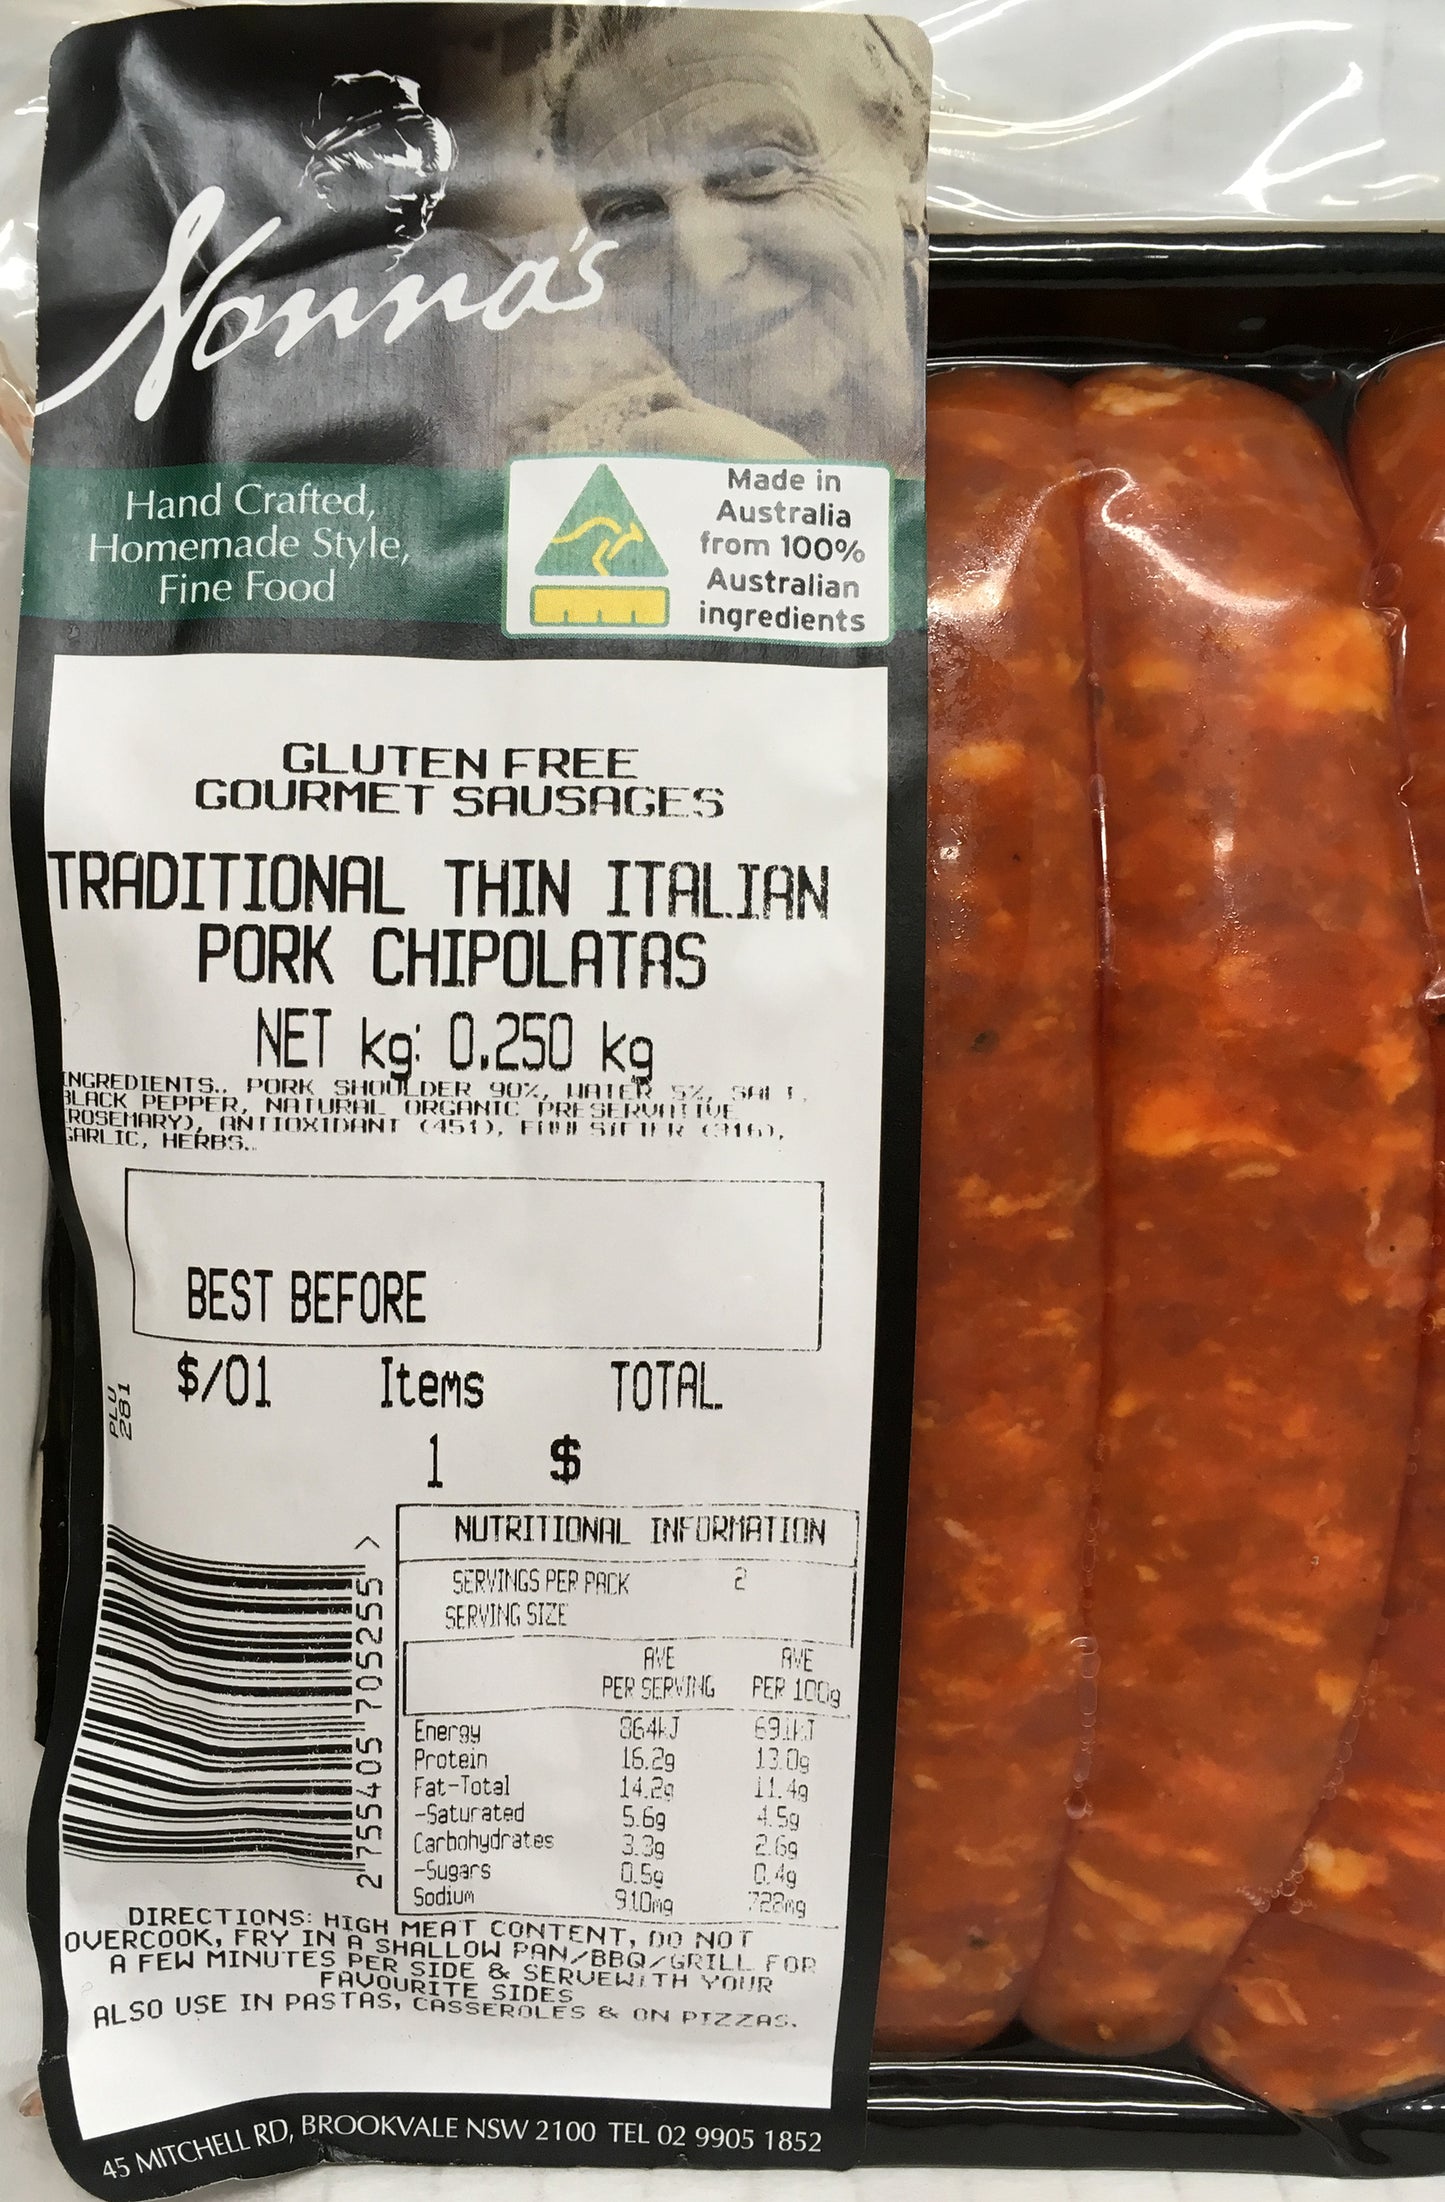 Nonna's
Hand Crafted,
Homemade Style,
Fine Food
Made in
Australia
from 100%
Australian
ingredients
GLUTEN FREE
GOURMET SAUSAGES
TRADITIONAL THIN ITALIAN
PORK CHIPOLATAS
NET kg: 0.250 kg
INGREDIENTS.. PORK SHOULDER 90%, WATER 5%, SALT,
BLACK PEPPER, NATURAL ORGANIC PRESERVATIVE
(ROSEMARY), ANTIOXIDANT (451), EMULSIFIER (316),
GARLIC, HERBS..
BEST BEFORE
$/01 Items TOTAL
1 $
PLU
281
2 755405 705255 >
NUTRITIONAL INFORMATION
SERVINGS PER PACK 2
SERVING SIZE
AVE AVE
PER SERVING PER 100g
Energy 864kJ 691kJ
Protein 16.2g 13.0g
Fat-Total 14.2g 11.4g
-Saturated 5.6g 4.5g
Carbohydrates 3.3g 2.6g
-Sugars 0.5g 0.4g
Sodium 910mg 728mg
DIRECTIONS: HIGH MEAT CONTENT, DO NOT
OVERCOOK, FRY IN A SHALLOW PAN/BBQ/GRILL FOR
A FEW MINUTES PER SIDE & SERVEWITH YOUR
FAVOURITE SIDES
ALSO USE IN PASTAS, CASSEROLES & ON PIZZAS.
45 MITCHELL RD, BROOKVALE NSW 2100 TEL 02 9905 1852